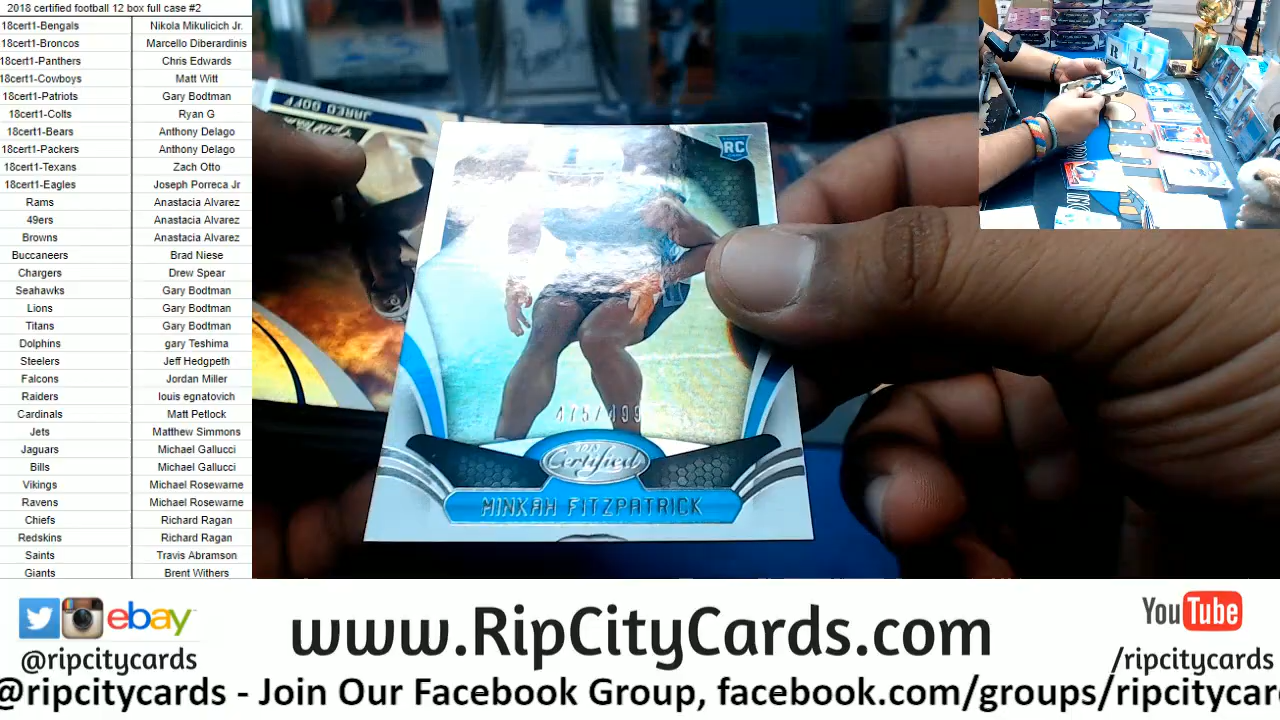 2018 certified football 12 box full case #2
18cert1-Bengals Nikola Mikulicich Jr.
18cert1-Broncos Marcello Diberardinis
18cert1-Panthers Chris Edwards
18cert1-Cowboys Matt Witt
18cert1-Patriots Gary Bodtman
18cert1-Colts Ryan G
18cert1-Bears Anthony Delago
18cert1-Packers Anthony Delago
18cert1-Texans Zach Otto
18cert1-Eagles Joseph Porreca Jr
Rams Anastacia Alvarez
49ers Anastacia Alvarez
Browns Anastacia Alvarez
Buccaneers Brad Niese
Chargers Drew Spear
Seahawks Gary Bodtman
Lions Gary Bodtman
Titans Gary Bodtman
Dolphins gary Teshima
Steelers Jeff Hedgpeth
Falcons Jordan Miller
Raiders louis egnatovich
Cardinals Matt Petlock
Jets Matthew Simmons
Jaguars Michael Gallucci
Bills Michael Gallucci
Vikings Michael Rosewarne
Ravens Michael Rosewarne
Chiefs Richard Ragan
Redskins Richard Ragan
Saints Travis Abramson
Giants Brent Withers
JARED GOFF
RC
475/499
Certified
MINKAH FITZPATRICK
ebay
@ripcitycards
www.RipCityCards.com
YouTube
/ripcitycards
@ripcitycards - Join Our Facebook Group, facebook.com/groups/ripcitycar